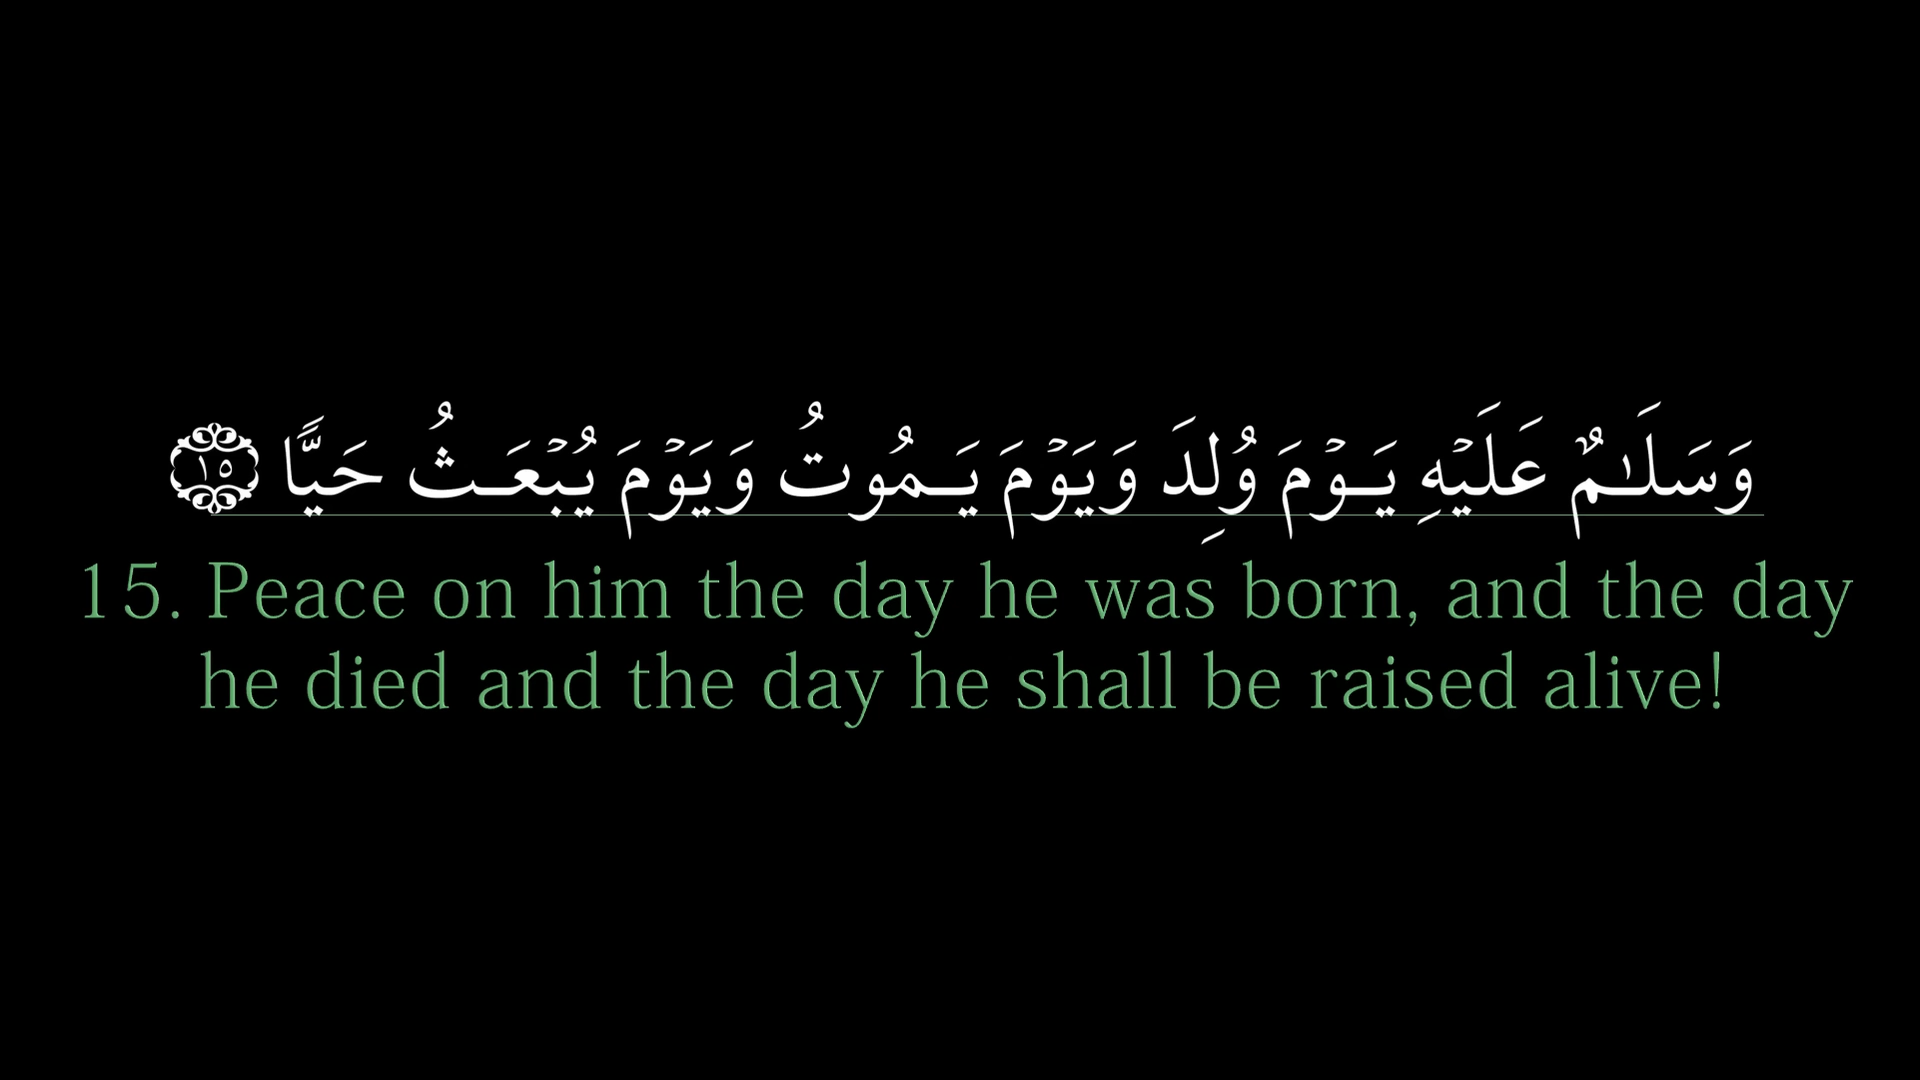 وَسَلَـٰمٌ عَلَيْهِ يَـوْمَ وُلِدَ وَيَوْمَ يَـمُوتُ وَيَوْمَ يُبْعَـثُ حَيًّا ١٥
15. Peace on him the day he was born, and the day
he died and the day he shall be raised alive!